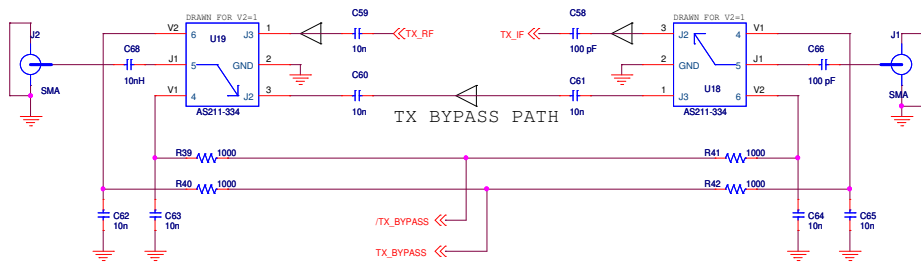 DRAWN FOR V2=1
C59
C58
DRAWN FOR V2=1
J2
V2
6
U19
J3
1
TX_RF
10n
TX_IF
100 pF
3
J2
4
V1
J1
C68
J1
5
GND
2
2
GND
J1
5
C66
10nH
C60
C61
100 pF
SMA
V1
4
J2
3
10n
TX BYPASS PATH
10n
1
J3
U18
6
V2
SMA
AS211-334
AS211-334
R39
1000
R41
1000
R40
1000
R42
1000
C62
10n
C63
10n
/TX_BYPASS
C64
10n
C65
10n
TX_BYPASS